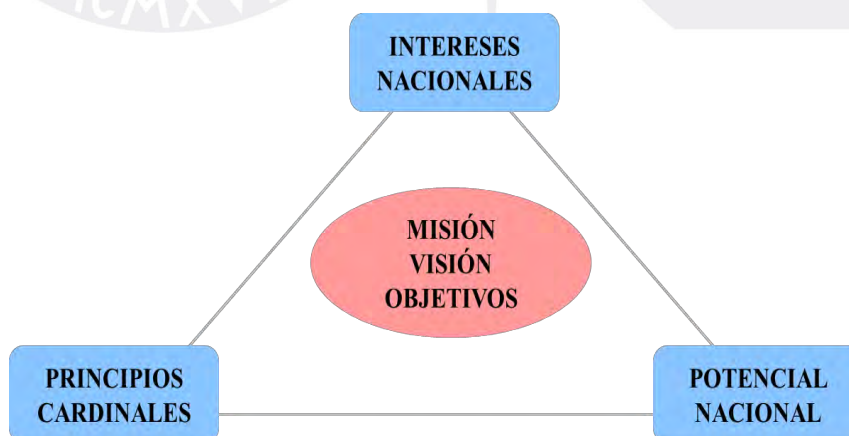 INTERESES
NACIONALES
MISIÓN
VISIÓN
OBJETIVOS
PRINCIPIOS
CARDINALES
POTENCIAL
NACIONAL